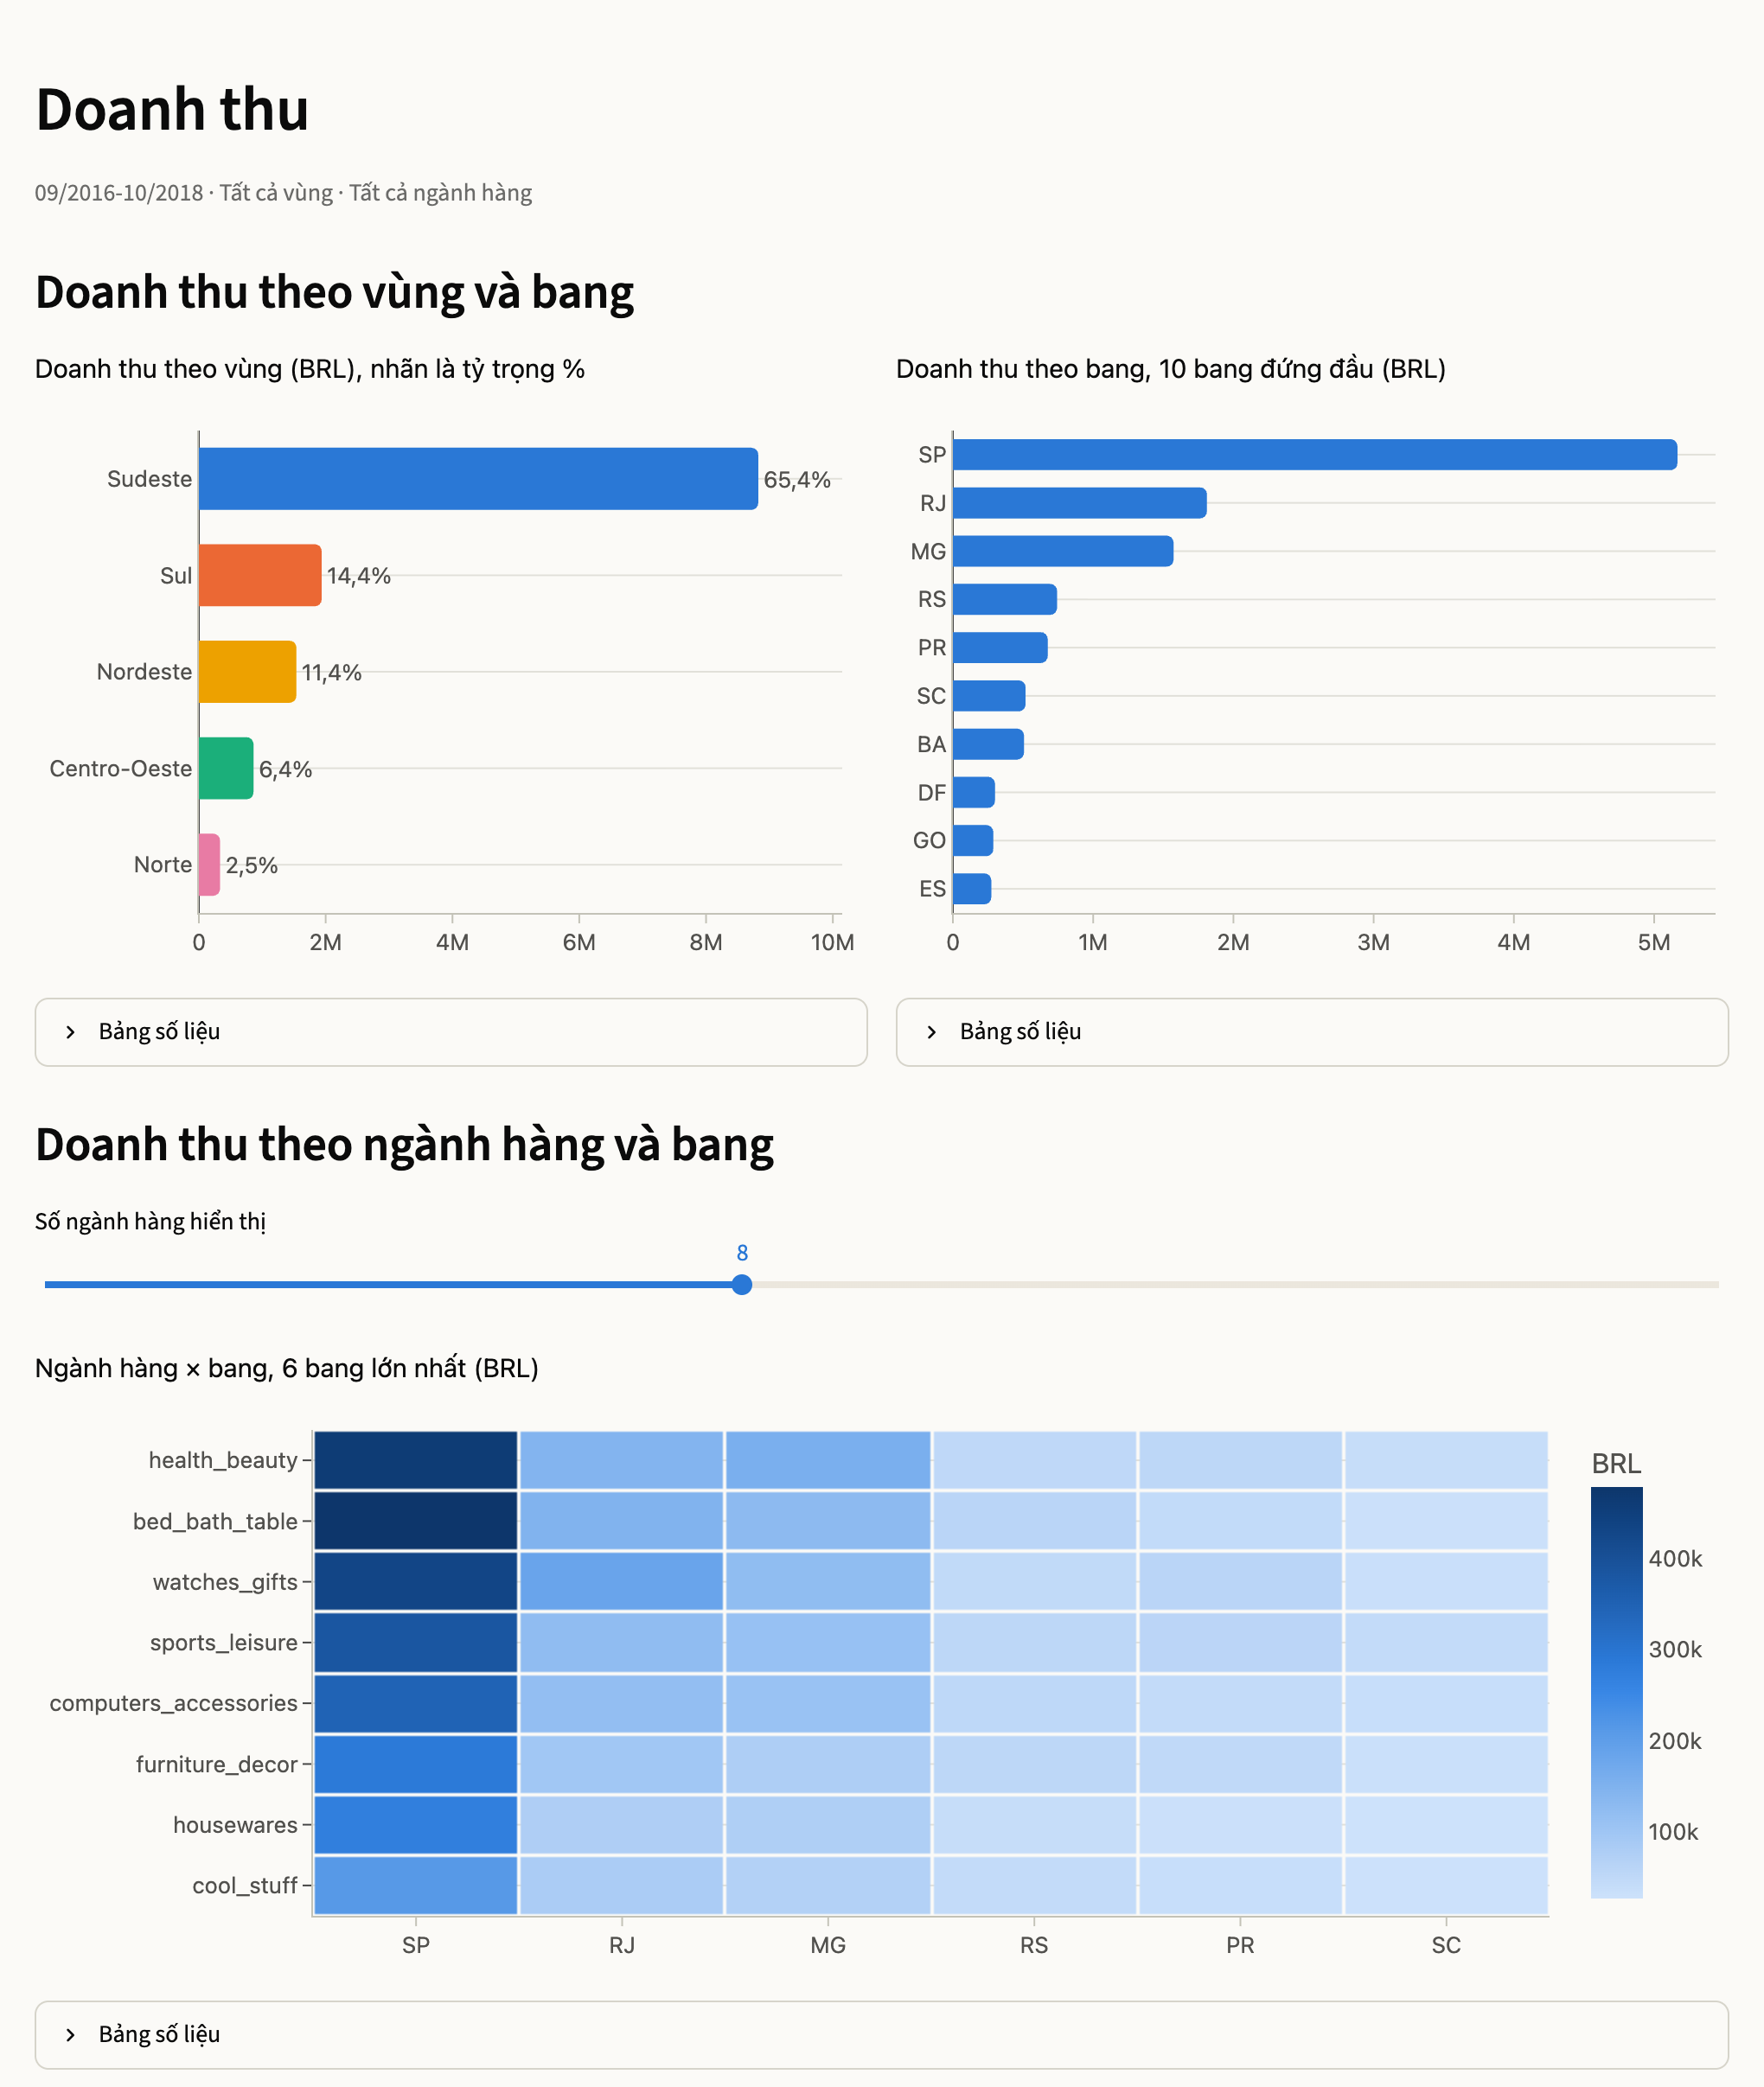 Doanh thu
09/2016-10/2018 · Tất cả vùng · Tất cả ngành hàng
Doanh thu theo vùng và bang
Doanh thu theo vùng (BRL), nhãn là tỷ trọng %
Sudeste 65,4%
Sul 14,4%
Nordeste 11,4%
Centro-Oeste 6,4%
Norte 2,5%
0 2M 4M 6M 8M 10M
Doanh thu theo bang, 10 bang đứng đầu (BRL)
SP
RJ
MG
RS
PR
SC
BA
DF
GO
ES
0 1M 2M 3M 4M 5M
Bảng số liệu
Bảng số liệu
Doanh thu theo ngành hàng và bang
Số ngành hàng hiển thị
8
Ngành hàng × bang, 6 bang lớn nhất (BRL)
health_beauty
bed_bath_table
watches_gifts
sports_leisure
computers_accessories
furniture_decor
housewares
cool_stuff
SP RJ MG RS PR SC
BRL
400k
300k
200k
100k
Bảng số liệu